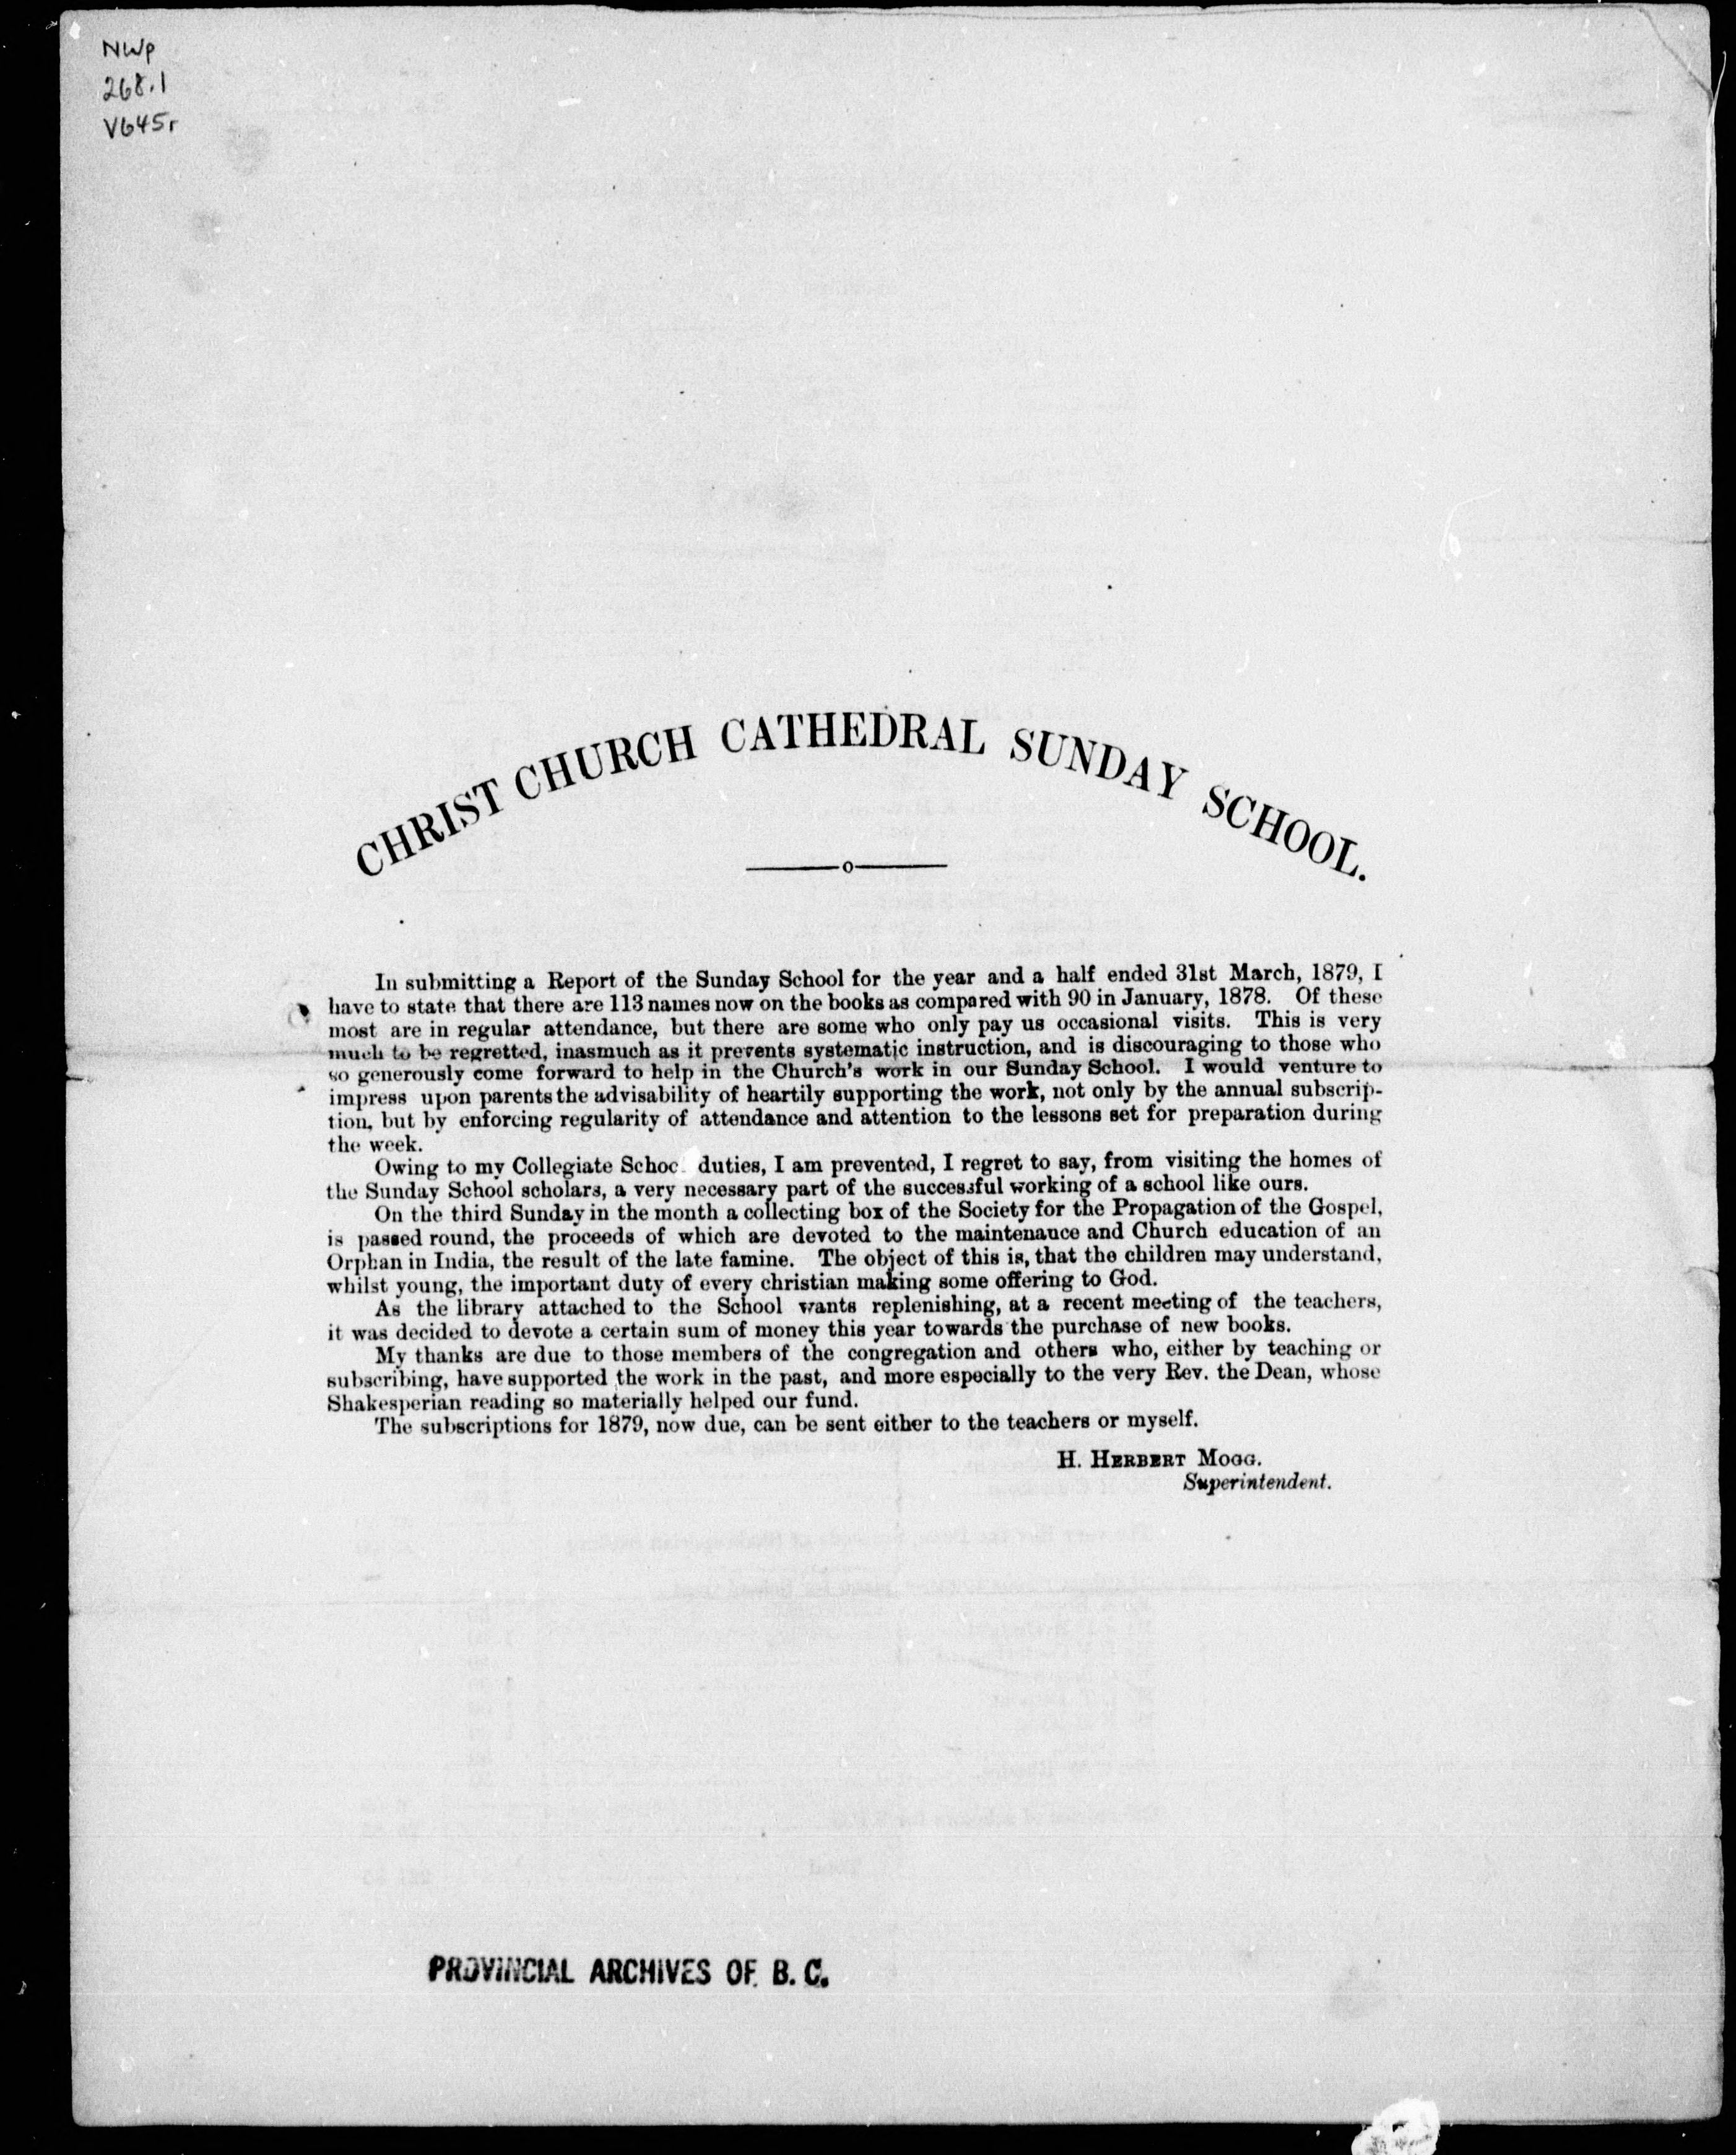 NWp
268.1
V645r
CHRIST CHURCH CATHEDRAL SUNDAY SCHOOL.
In submitting a Report of the Sunday School for the year and a half ended 31st March, 1879, I
have to state that there are 113 names now on the books as compared with 90 in January, 1878. Of these
most are in regular attendance, but there are some who only pay us occasional visits. This is very
much to be regretted, inasmuch as it prevents systematic instruction, and is discouraging to those who
so generously come forward to help in the Church's work in our Sunday School. I would venture to
impress upon parents the advisability of heartily supporting the work, not only by the annual subscrip-
tion, but by enforcing regularity of attendance and attention to the lessons set for preparation during
the week.
Owing to my Collegiate Schoo duties, I am prevented, I regret to say, from visiting the homes of
the Sunday School scholars, a very necessary part of the successful working of a school like ours.
On the third Sunday in the month a collecting box of the Society for the Propagation of the Gospel,
is passed round, the proceeds of which are devoted to the maintenance and Church education of an
Orphan in India, the result of the late famine. The object of this is, that the children may understand,
whilst young, the important duty of every christian making some offering to God.
As the library attached to the School wants replenishing, at a recent meeting of the teachers,
it was decided to devote a certain sum of money this year towards the purchase of new books.
My thanks are due to those members of the congregation and others who, either by teaching or
subscribing, have supported the work in the past, and more especially to the very Rev. the Dean, whose
Shakesperian reading so materially helped our fund.
The subscriptions for 1879, now due, can be sent either to the teachers or myself.
H. HERBERT MOGG.
Superintendent.
PROVINCIAL ARCHIVES OF B. C.